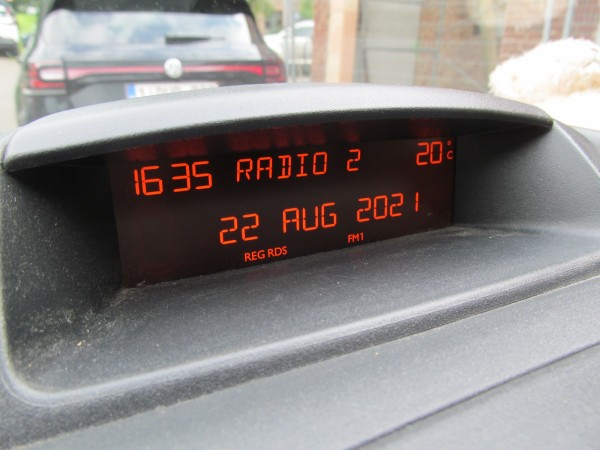 1635 RADIO 2 20°C
22 AUG 2021
REG RDS FM1